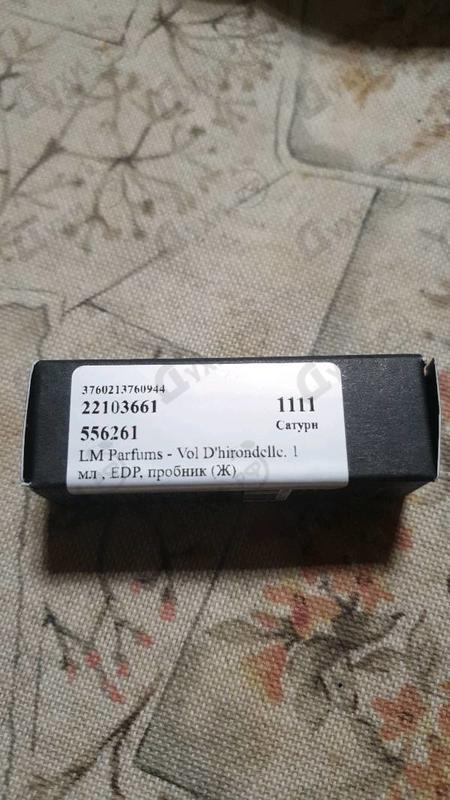 3760213760944
22103661 1111
556261 Сатурн
LM Parfums - Vol D'hirondelle. 1
мл , EDP, пробник (Ж)